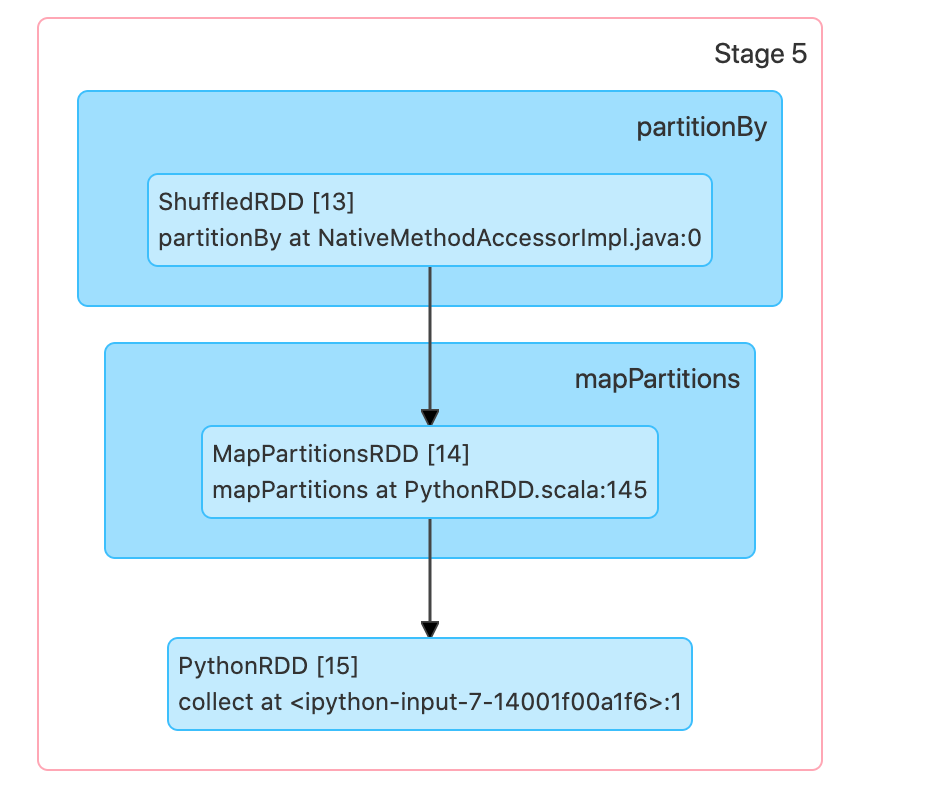 Stage 5
partitionBy
ShuffledRDD [13]
partitionBy at NativeMethodAccessorImpl.java:0
mapPartitions
MapPartitionsRDD [14]
mapPartitions at PythonRDD.scala:145
PythonRDD [15]
collect at <ipython-input-7-14001f00a1f6>:1